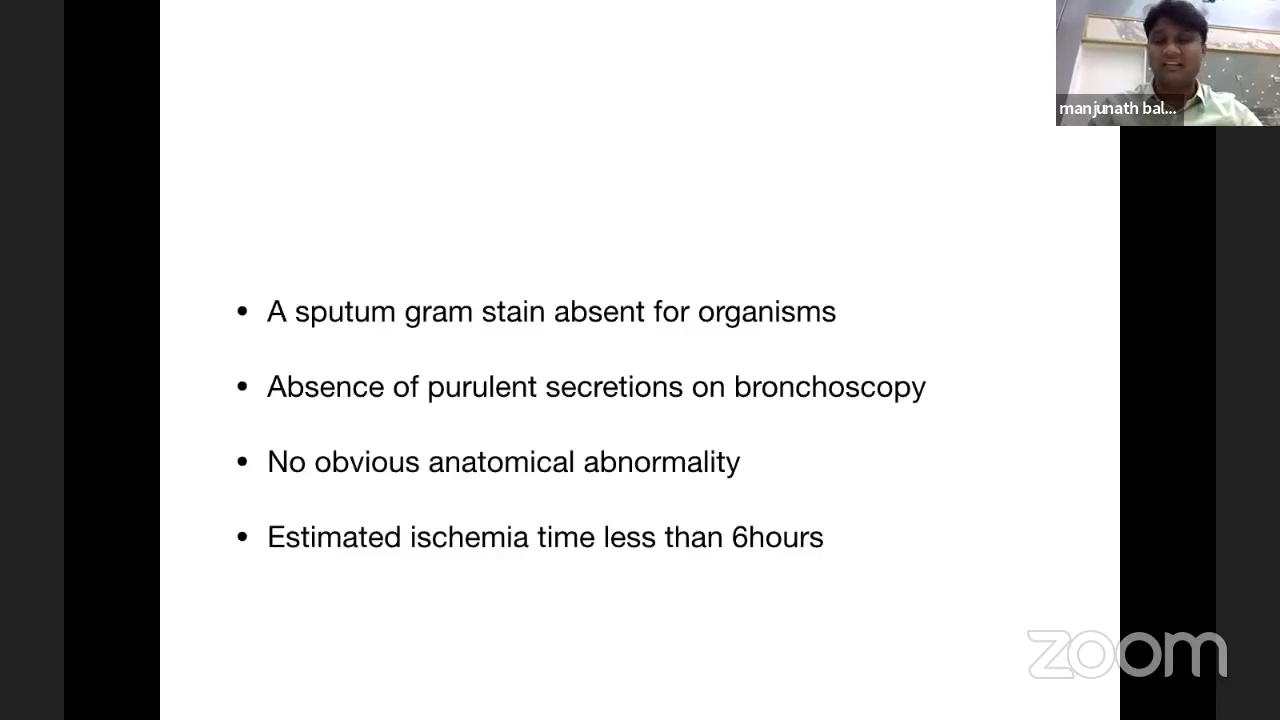 manjunath bal...
• A sputum gram stain absent for organisms
• Absence of purulent secretions on bronchoscopy
• No obvious anatomical abnormality
• Estimated ischemia time less than 6hours
zoom